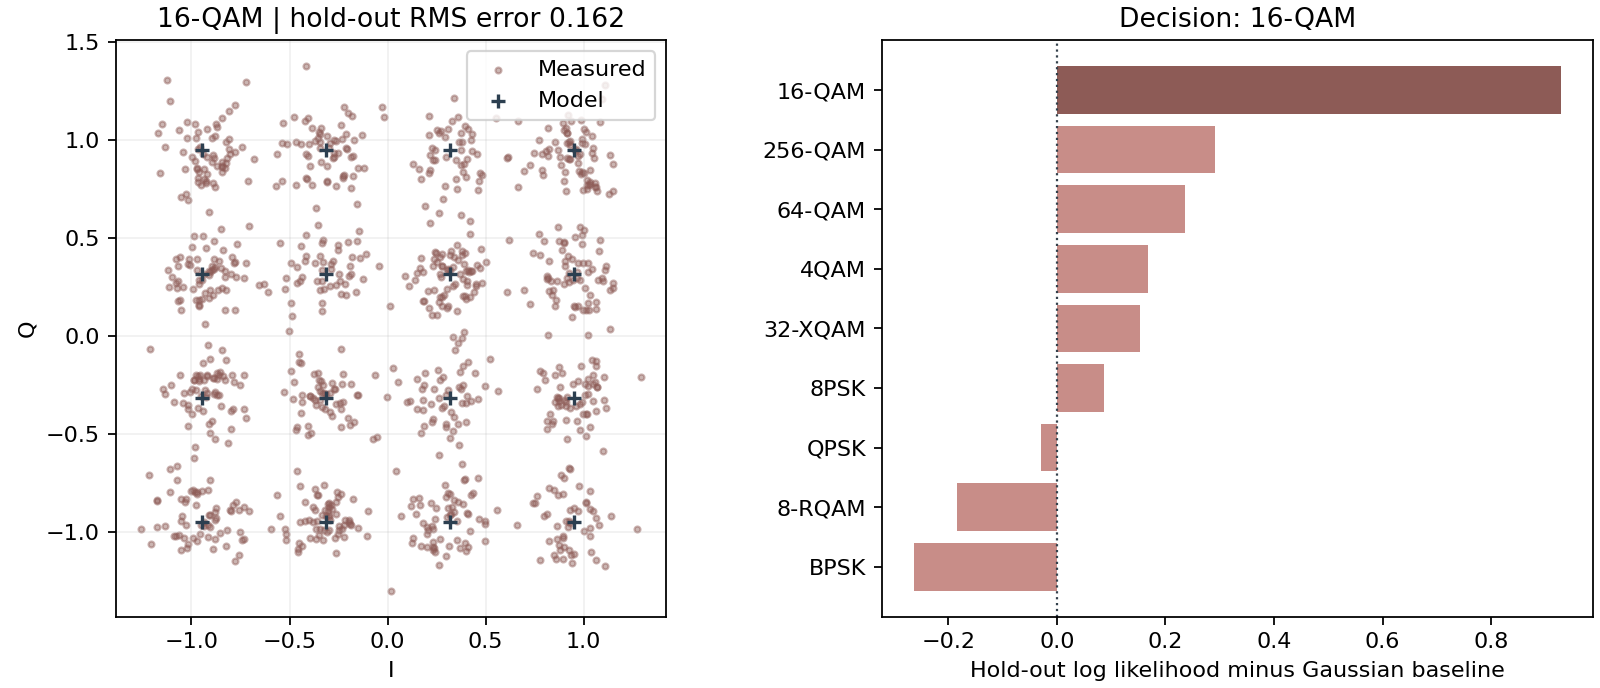 16-QAM | hold-out RMS error 0.162
Measured
Model
1.5
1.0
0.5
0.0
−0.5
−1.0
Q
−1.0
−0.5
0.0
0.5
1.0
I
Decision: 16-QAM
16-QAM
256-QAM
64-QAM
4QAM
32-XQAM
8PSK
QPSK
8-RQAM
BPSK
−0.2
0.0
0.2
0.4
0.6
0.8
Hold-out log likelihood minus Gaussian baseline